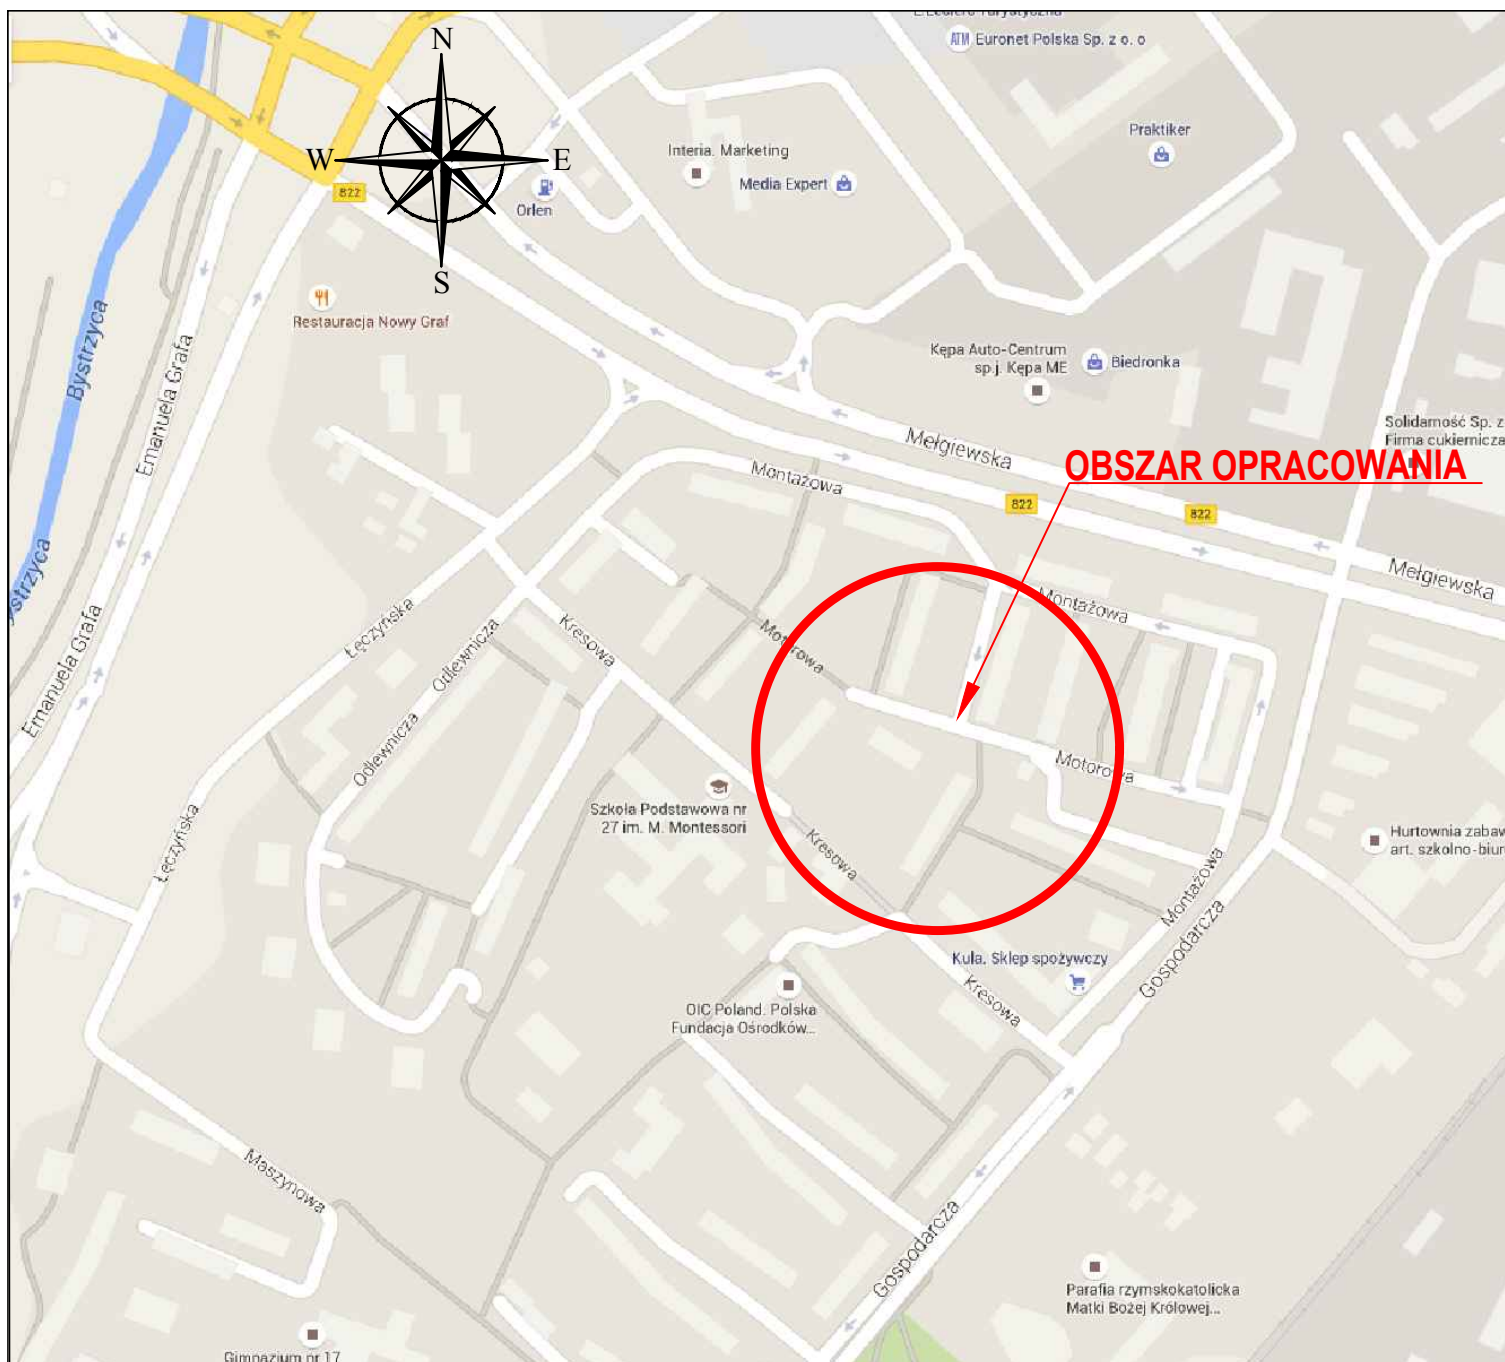 ATM Euronet Polska Sp. z o. o
N
Praktiker
Interia. Marketing
W
E
Media Expert
822
Orlen
S
Restauracja Nowy Graf
Bystrzyca
Emanuela Grafa
Kępa Auto-Centrum
sp.j. Kępa ME
Biedronka
Solidarność Sp. z
Firma cukiernicza
Mełgiewska
OBSZAR OPRACOWANIA
Montażowa
822
822
Mełgiewska
Montażowa
Łęczyńska
Kresowa
Motorowa
Odlewnicza
Emanuela Grafa
Odlewnicza
Motorowa
Szkoła Podstawowa nr
27 im. M. Montessori
Łęczyńska
Kresowa
Hurtownia zabaw
art. szkolno-biur
Montażowa
Gospodarcza
Kula. Sklep spożywczy
Kresowa
OIC Poland. Polska
Fundacja Ośrodków...
Maszynowa
Gospodarcza
Parafia rzymskokatolicka
Matki Bożej Królowej...
Gimnazjum nr 17